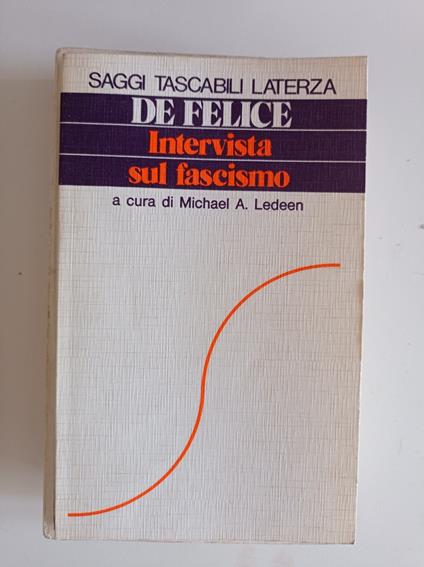 SAGGI TASCABILI LATERZA
DE FELICE
Intervista
sul fascismo
a cura di Michael A. Ledeen